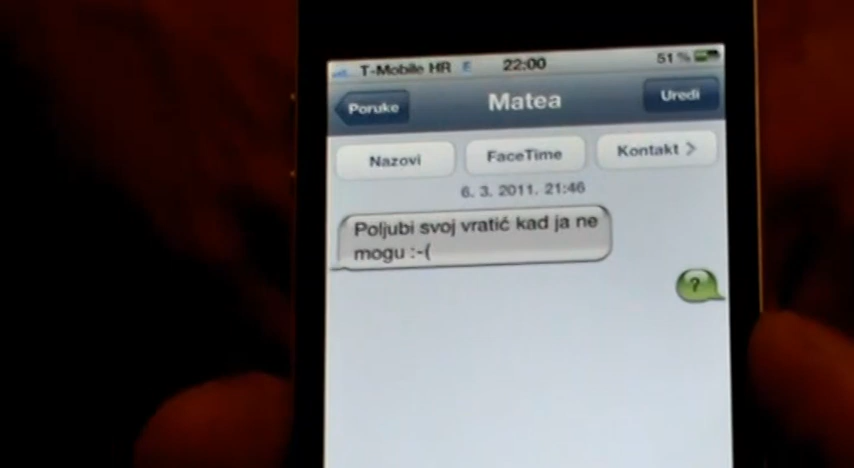 T-Mobile HR E 22:00 51 %
Poruke Matea Uredi
Nazovi FaceTime Kontakt >
6. 3. 2011. 21:46
Poljubi svoj vratić kad ja ne
mogu :-(
?